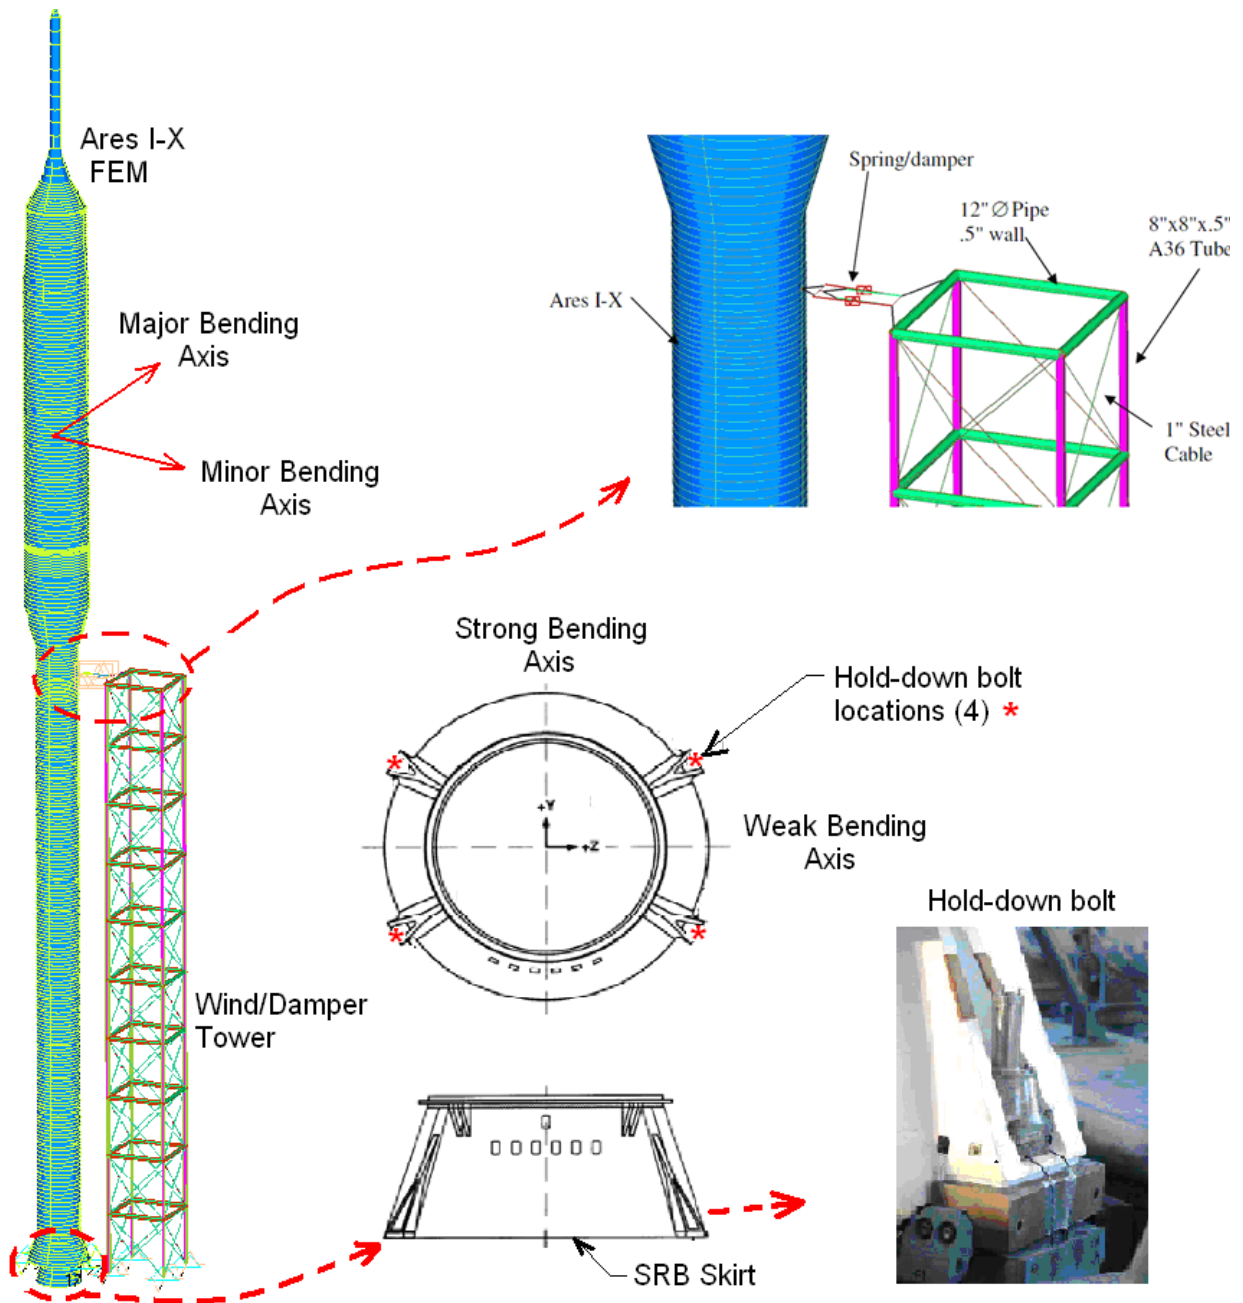 Ares I-X
FEM
Major Bending
Axis
Minor Bending
Axis
Spring/damper
12" Ø Pipe
.5" wall
8"x8"x.5"
A36 Tube
Ares I-X
1" Steel
Cable
Strong Bending
Axis
Hold-down bolt
locations (4) *
+Y
+Z
Weak Bending
Axis
Hold-down bolt
Wind/Damper
Tower
SRB Skirt